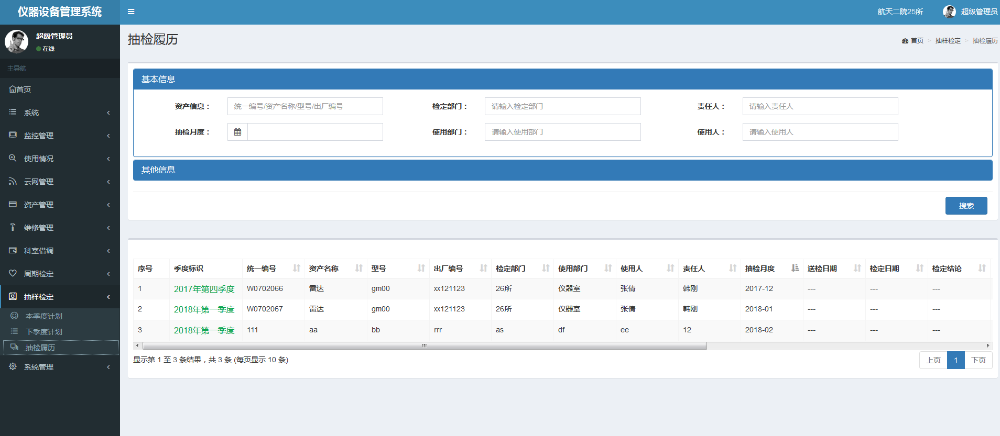 仪器设备管理系统
航天二院25所 超级管理员
超级管理员
在线
主导航
首页
系统
监控管理
使用情况
云网管理
资产管理
维修管理
科室借调
周期检定
抽样检定
本季度计划
下季度计划
抽检履历
系统管理
抽检履历
首页 > 抽样检定 > 抽检履历
基本信息
资产信息： 统一编号/资产名称/型号/出厂编号 检定部门： 请输入检定部门 责任人： 请输入责任人
抽检月度： 使用部门： 请输入使用部门 使用人： 请输入使用人
其他信息
搜索
序号 季度标识 统一编号 资产名称 型号 出厂编号 检定部门 使用部门 使用人 责任人 抽检月度 送检日期 检定日期 检定结论
1 2017年第四季度 W0702066 雷达 gm00 xx121123 26所 仪器室 张倩 韩刚 2017-12 --- --- ---
2 2018年第一季度 W0702067 雷达 gm00 xx121123 26所 仪器室 张倩 韩刚 2018-01 --- --- ---
3 2018年第一季度 111 aa bb rrr as df ee 12 2018-02 --- --- ---
显示第 1 至 3 条结果，共 3 条 (每页显示 10 条)
上页 1 下页